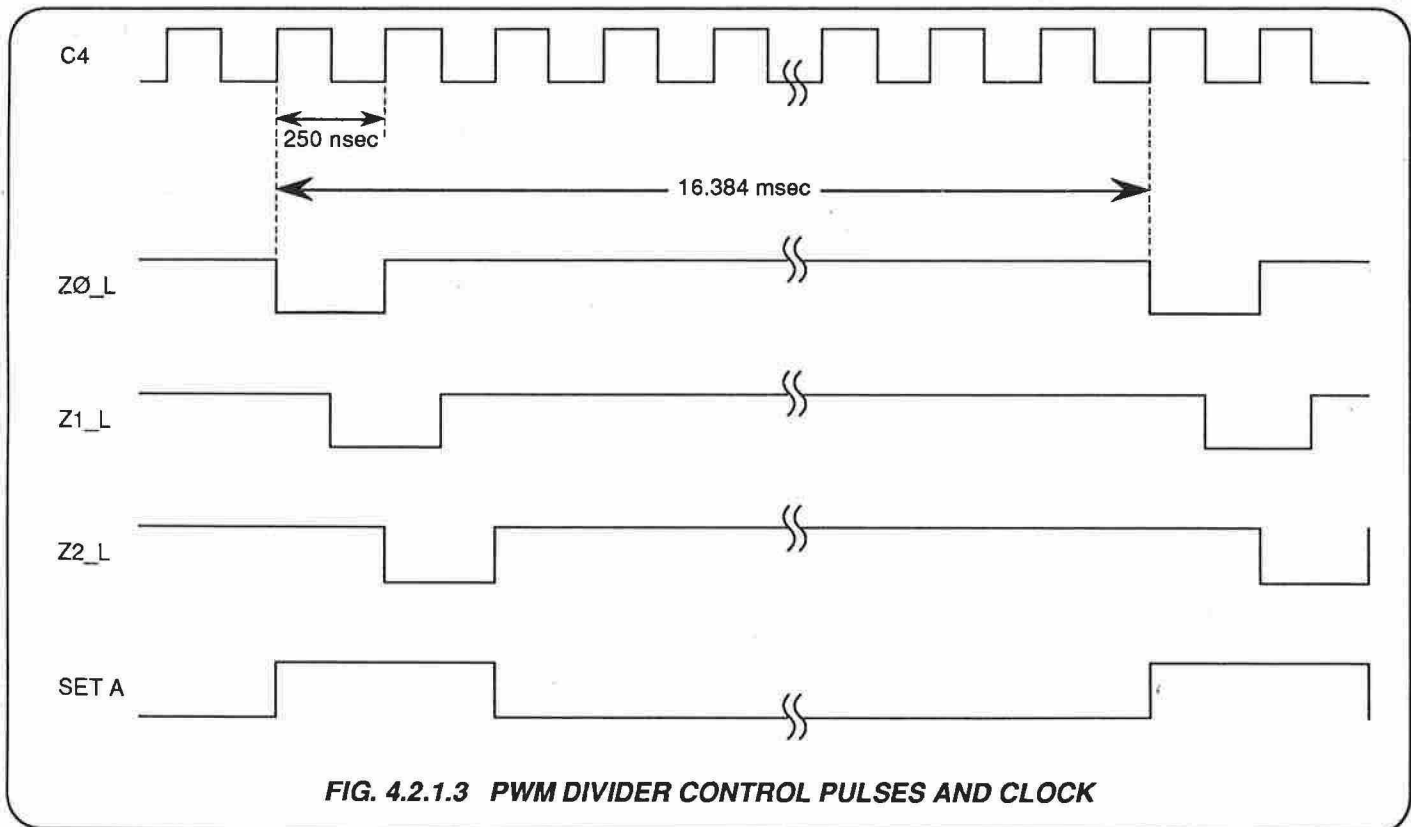 C4
250 nsec
16.384 msec
ZØ_L
Z1_L
Z2_L
SET A
FIG. 4.2.1.3 PWM DIVIDER CONTROL PULSES AND CLOCK